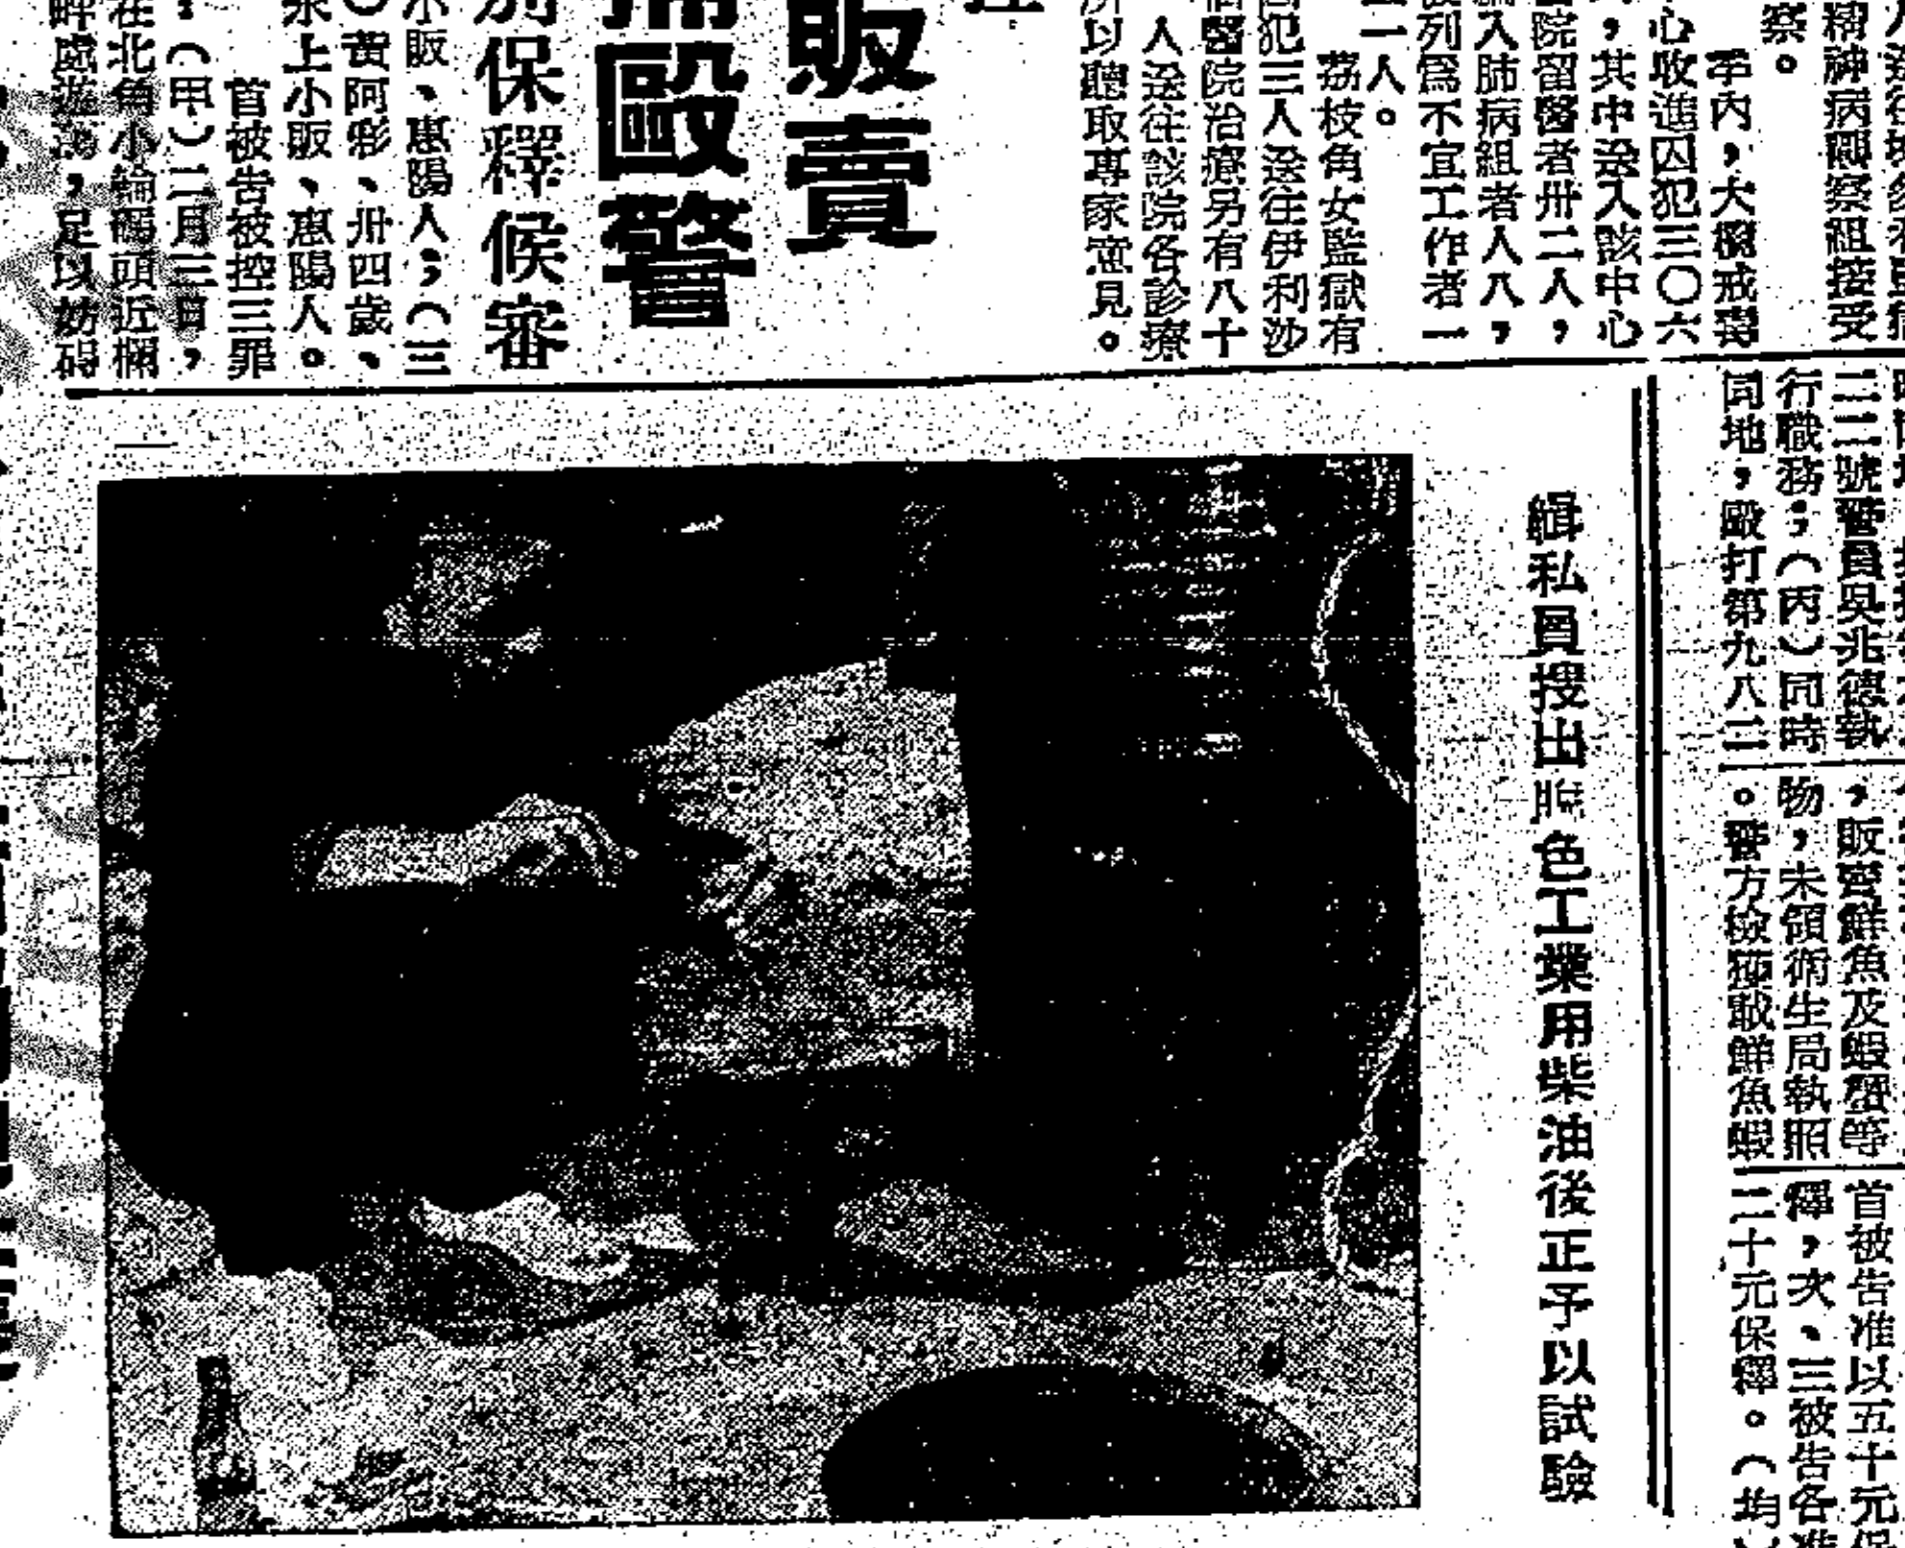 精神病觀察組接受
察。
年內，大欖戒毒
心收進囚犯三〇六
，其中送入該中心
院留醫者卅二人，
入肺病組者人八，
列爲不宜工作者一
二人。
荔枝角女監獄有
犯三人送往伊利沙
醫院治療另有八十
人送往該院各診療
所以聽取專家意見。
販賣
毆警
別保釋候審
小販、惠陽人；（三
黃阿彩、卅四歲、
水上小販、惠陽人。
首被告被控三罪
：（甲）二月三日，
在北角小輪碼頭近欄
畔處遊蕩，足以妨碍
三二號警員吳兆德執
行職務；（丙）同時
同地，毆打第九八二
，販賣鮮魚及蝦蟹等
物，未領衛生局執照
。警方檢獲戥鮮魚蝦
首被告准以五十元保
釋，次、三被告各准
二十元保釋。（均）
緝私員搜出 色工業用柴油後正予以試驗